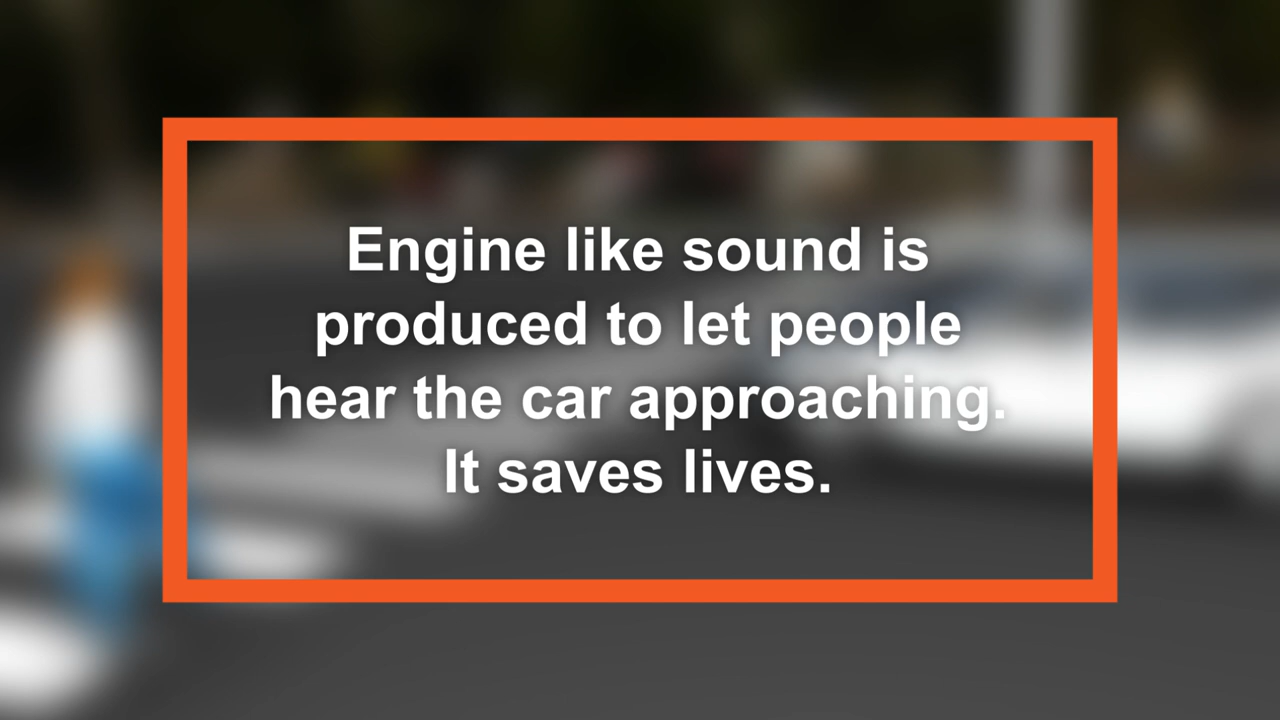 Engine like sound is
produced to let people
hear the car approaching.
It saves lives.